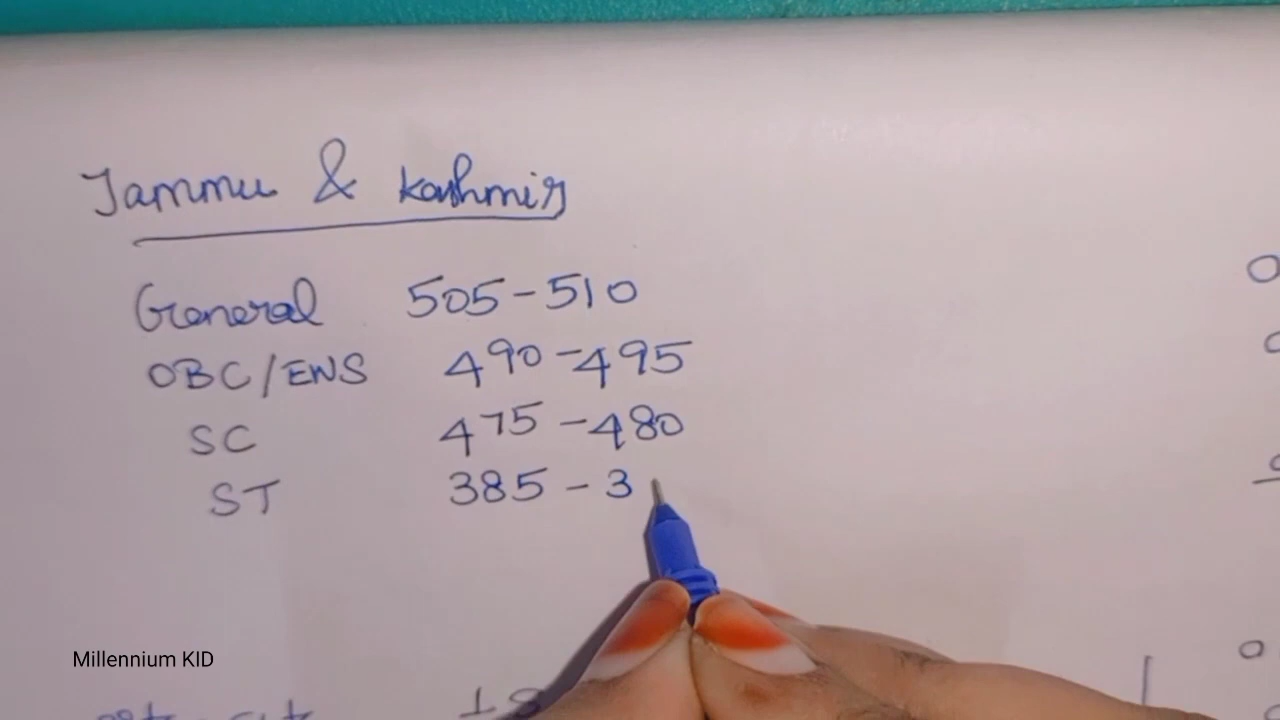 Jammu & Kashmir
General 505-510
OBC/EWS 490-495
SC 475-480
ST 385-3
Millennium KID